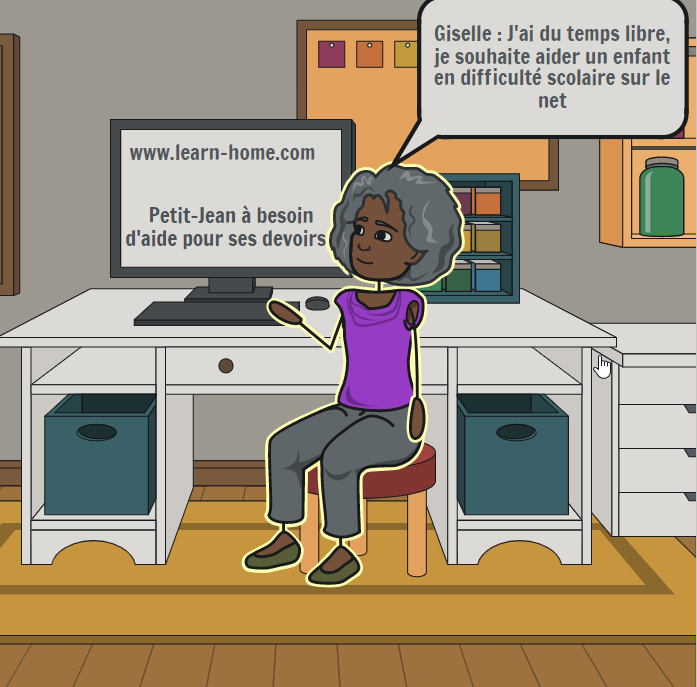 Giselle : J'ai du temps libre,
je souhaite aider un enfant
en difficulté scolaire sur le
net
www.learn-home.com
Petit-Jean à besoin
d'aide pour ses devoirs